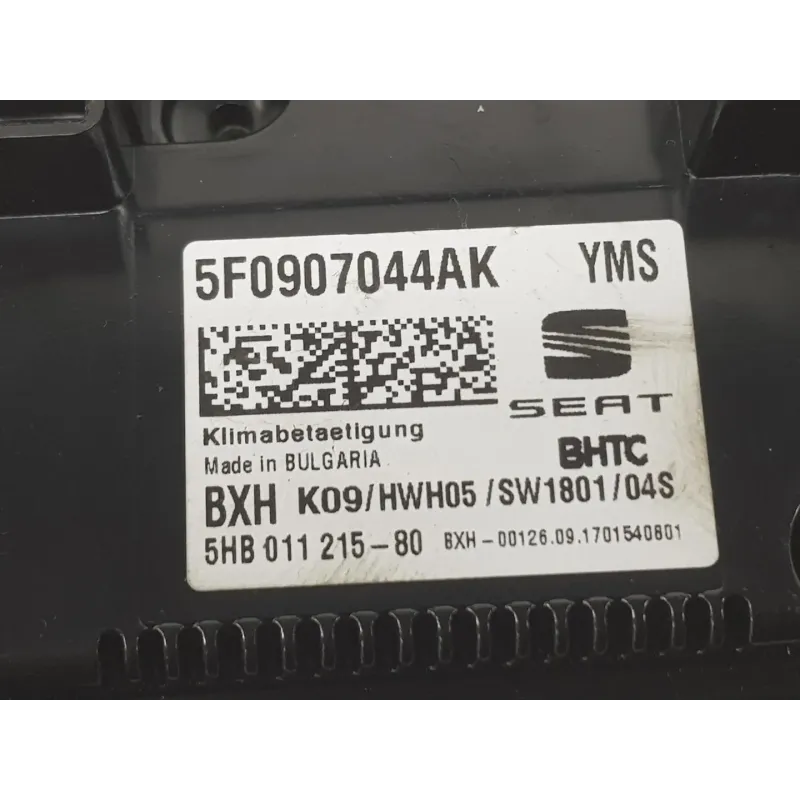 5F0907044AK YMS
SEAT
Klimabetaetigung
Made in BULGARIA BHTC
BXH K09/HWH05/SW1801/04S
5HB 011 215-80 BXH-00126.09.1701540801